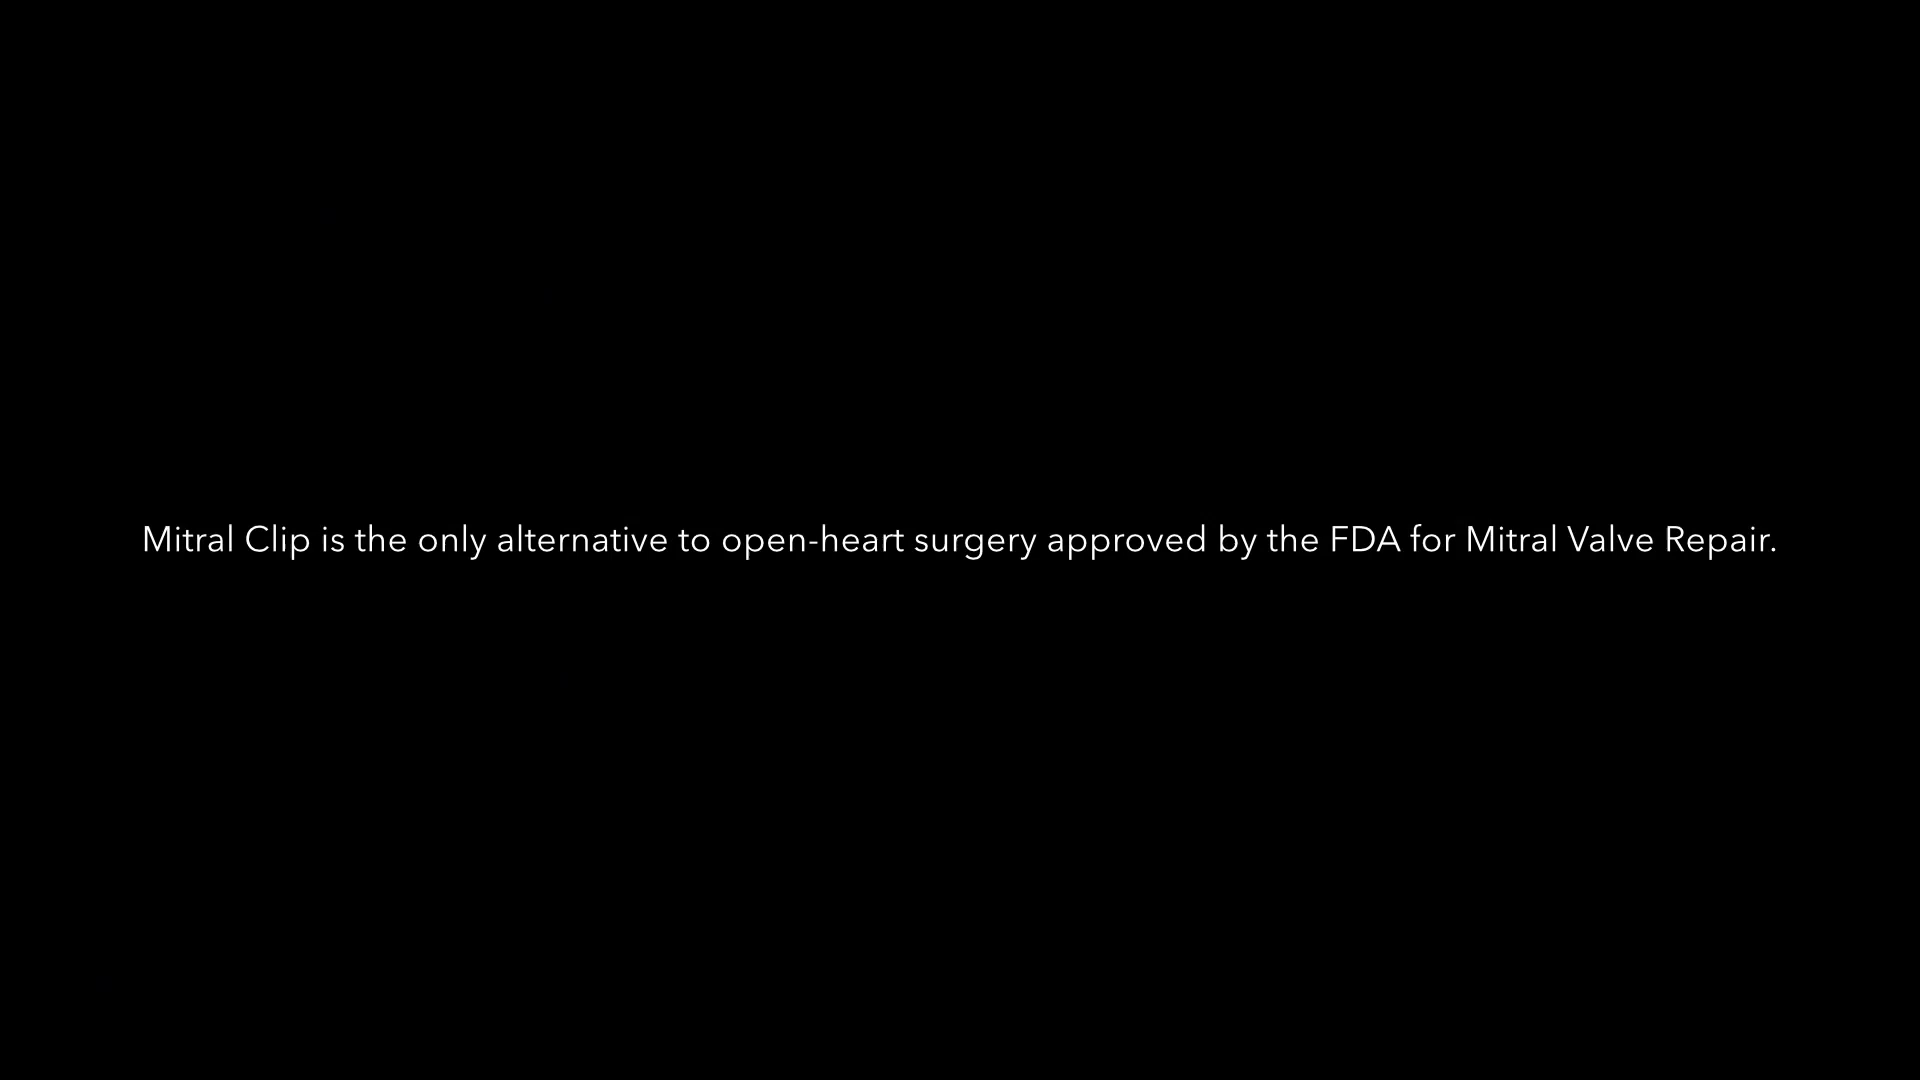 Mitral Clip is the only alternative to open-heart surgery approved by the FDA for Mitral Valve Repair.